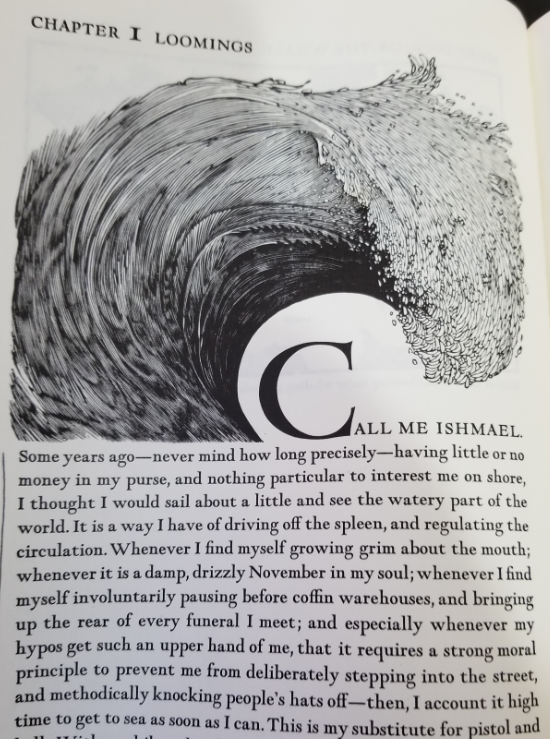 CHAPTER I LOOMINGS
CALL ME ISHMAEL.
Some years ago—never mind how long precisely—having little or no
money in my purse, and nothing particular to interest me on shore,
I thought I would sail about a little and see the watery part of the
world. It is a way I have of driving off the spleen, and regulating the
circulation. Whenever I find myself growing grim about the mouth;
whenever it is a damp, drizzly November in my soul; whenever I find
myself involuntarily pausing before coffin warehouses, and bringing
up the rear of every funeral I meet; and especially whenever my
hypos get such an upper hand of me, that it requires a strong moral
principle to prevent me from deliberately stepping into the street,
and methodically knocking people's hats off—then, I account it high
time to get to sea as soon as I can. This is my substitute for pistol and